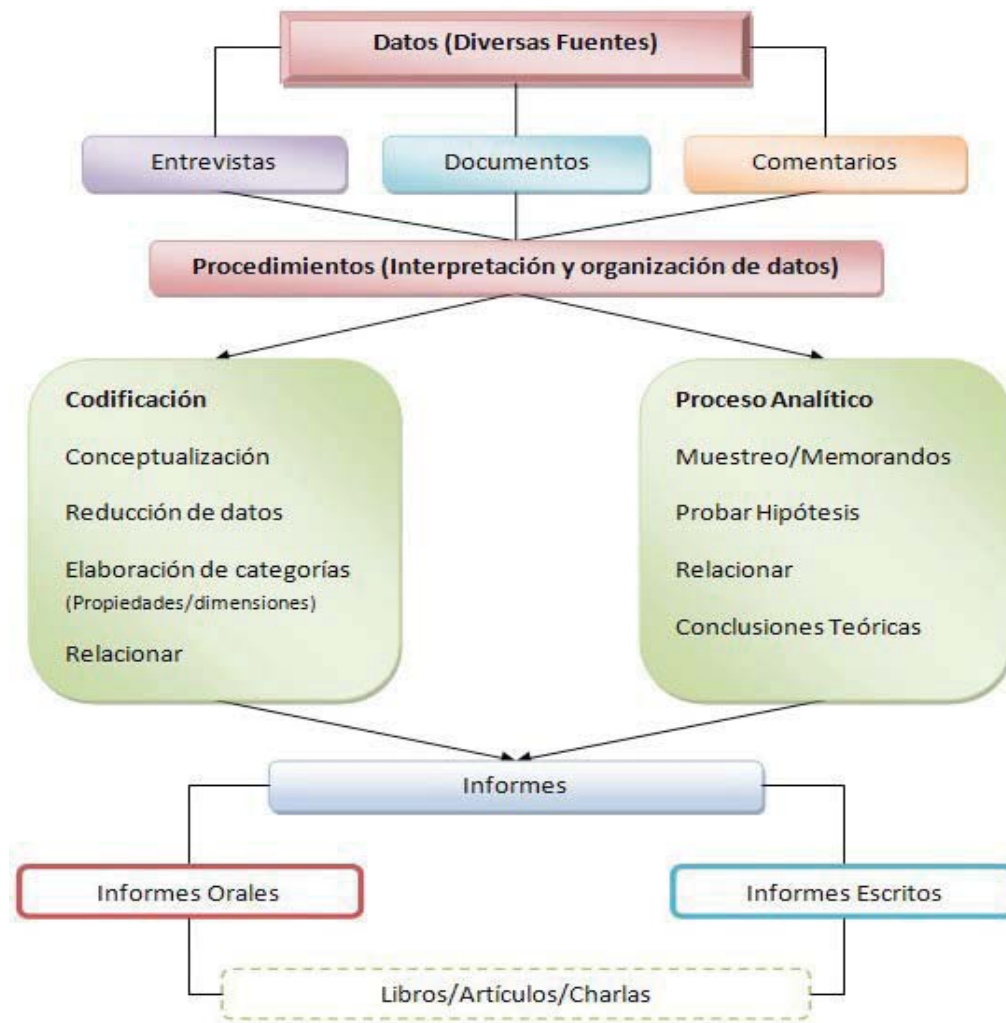 Datos (Diversas Fuentes)
Entrevistas
Documentos
Comentarios
Procedimientos (Interpretación y organización de datos)
Codificación
Conceptualización
Reducción de datos
Elaboración de categorías
(Propiedades/dimensiones)
Relacionar
Proceso Analítico
Muestreo/Memorandos
Probar Hipótesis
Relacionar
Conclusiones Teóricas
Informes
Informes Orales
Informes Escritos
Libros/Artículos/Charlas